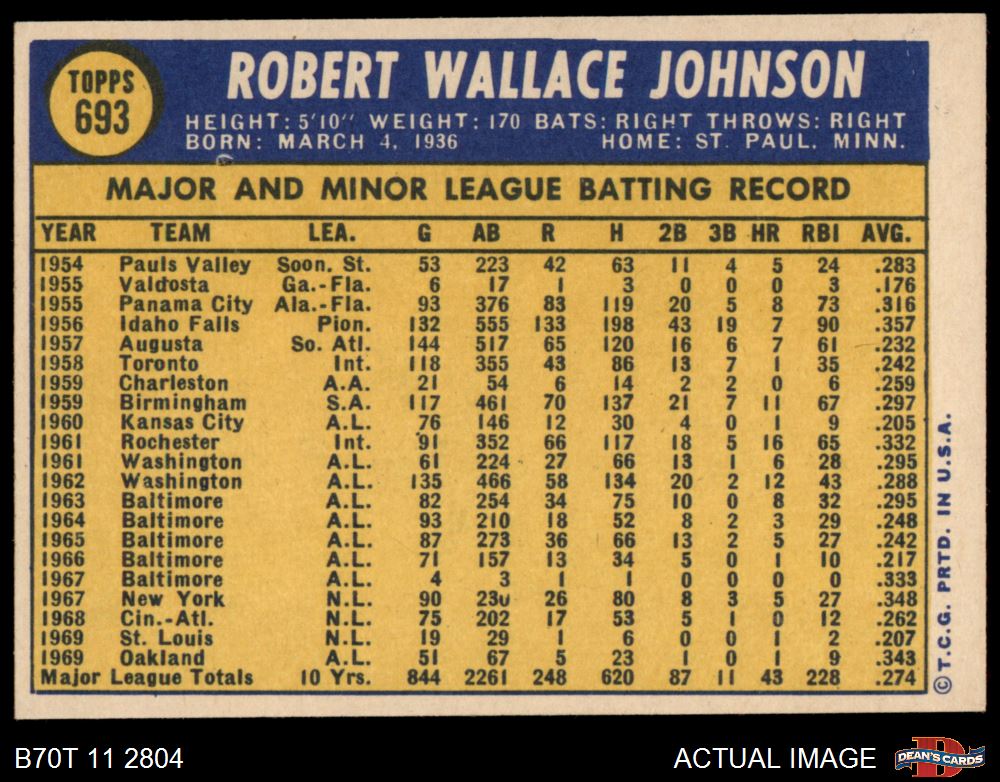 TOPPS
693
ROBERT WALLACE JOHNSON
HEIGHT: 5'10" WEIGHT: 170 BATS: RIGHT THROWS: RIGHT
BORN: MARCH 4, 1936 HOME: ST. PAUL, MINN.
MAJOR AND MINOR LEAGUE BATTING RECORD
YEAR TEAM LEA. G AB R H 2B 3B HR RBI AVG.
1954 Pauls Valley Soon. St. 53 223 42 63 11 4 5 24 .283
1955 Valdosta Ga.-Fla. 6 17 1 3 0 0 0 3 .176
1955 Panama City Ala.-Fla. 93 376 83 119 20 5 8 73 .316
1956 Idaho Falls Pion. 132 555 133 198 43 19 7 90 .357
1957 Augusta So. Atl. 144 517 65 120 16 6 7 61 .232
1958 Toronto Int. 118 355 43 86 13 7 1 35 .242
1959 Charleston A.A. 21 54 6 14 2 2 0 6 .259
1959 Birmingham S.A. 117 461 70 137 21 7 11 67 .297
1960 Kansas City A.L. 76 146 12 30 4 0 1 9 .205
1961 Rochester Int. 91 352 66 117 18 5 16 65 .332
1961 Washington A.L. 61 224 27 66 13 1 6 28 .295
1962 Washington A.L. 135 466 58 134 20 2 12 43 .288
1963 Baltimore A.L. 82 254 34 75 10 0 8 32 .295
1964 Baltimore A.L. 93 210 18 52 8 2 3 29 .248
1965 Baltimore A.L. 87 273 36 66 13 2 5 27 .242
1966 Baltimore A.L. 71 157 13 34 5 0 1 10 .217
1967 Baltimore A.L. 4 3 1 1 0 0 0 0 .333
1967 New York N.L. 90 230 26 80 8 3 5 27 .348
1968 Cin.-Atl. N.L. 75 202 17 53 5 1 0 12 .262
1969 St. Louis N.L. 19 29 1 6 0 0 1 2 .207
1969 Oakland A.L. 51 67 5 23 1 0 1 9 .343
Major League Totals 10 Yrs. 844 2261 248 620 87 11 43 228 .274
© T.C.G. PRTD. IN U.S.A.
B70T 11 2804 ACTUAL IMAGE
D
DEAN'S CARDS